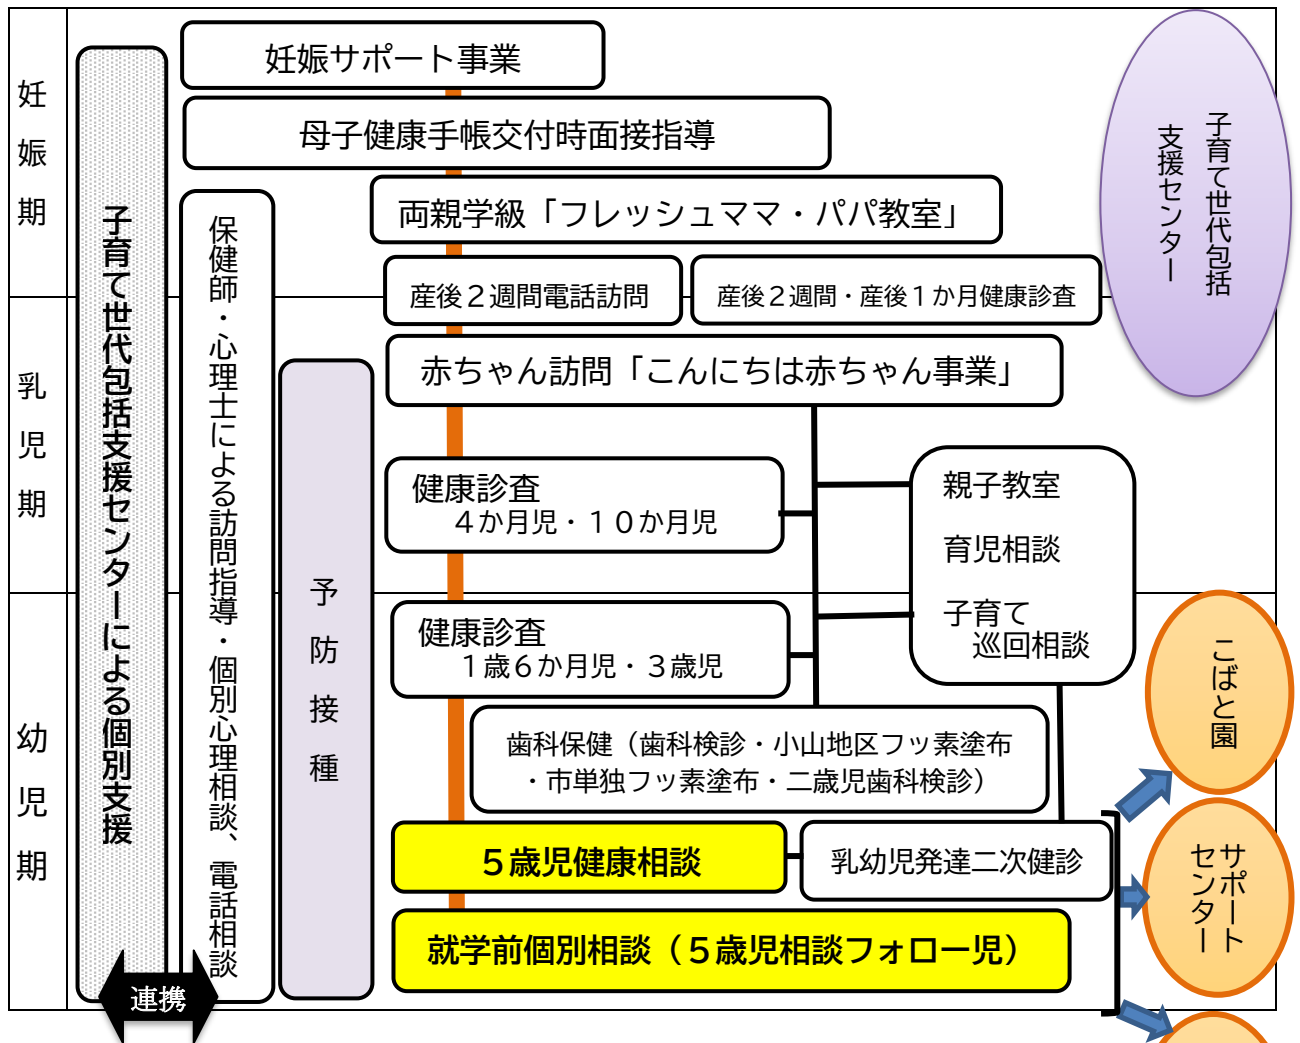 妊娠期
乳児期
幼児期
子育て世代包括支援センターによる個別支援
保健師・心理士による訪問指導・個別心理相談、電話相談
連携
予防接種
妊娠サポート事業
母子健康手帳交付時面接指導
両親学級「フレッシュママ・パパ教室」
産後２週間電話訪問
産後２週間・産後１か月健康診査
赤ちゃん訪問「こんにちは赤ちゃん事業」
健康診査
４か月児・１０か月児
親子教室
育児相談
子育て
巡回相談
健康診査
１歳６か月児・３歳児
歯科保健（歯科検診・小山地区フッ素塗布
・市単独フッ素塗布・二歳児歯科検診）
５歳児健康相談
乳幼児発達二次健診
就学前個別相談（５歳児相談フォロー児）
子育て世代包括
支援センター
こばと園
サポート
センター